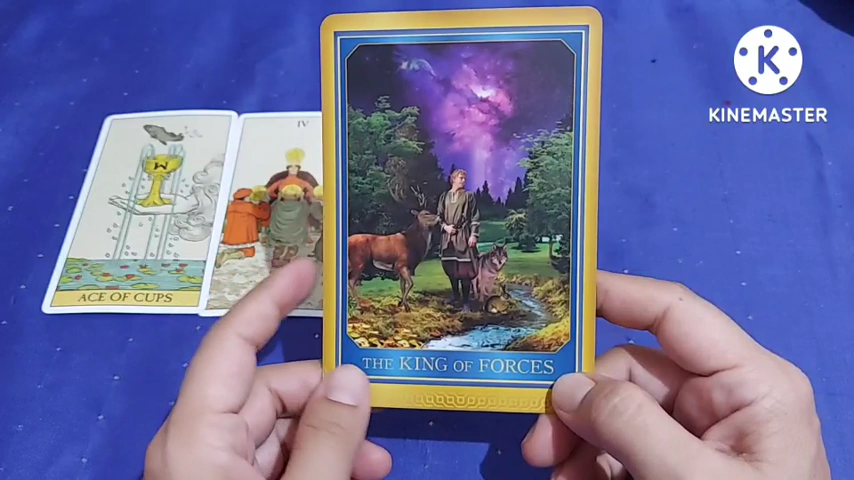 KINEMASTER
IV
ACE OF CUPS
THE KING OF FORCES